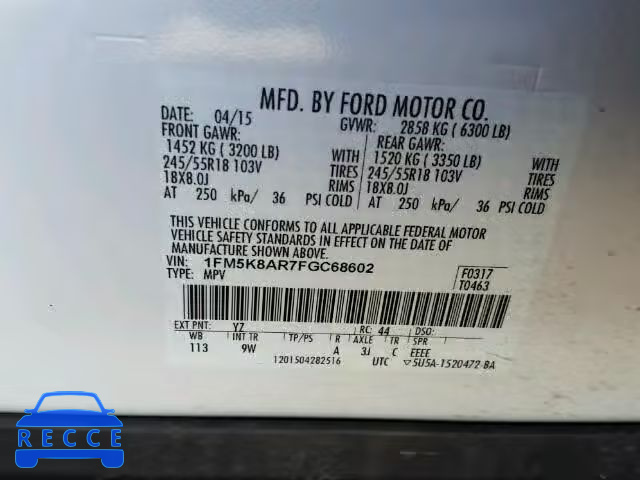 MFD. BY FORD MOTOR CO.
DATE: 04/15 GVWR: 2858 KG ( 6300 LB)
FRONT GAWR: REAR GAWR:
1452 KG ( 3200 LB) WITH 1520 KG ( 3350 LB) WITH
245/55R18 103V TIRES 245/55R18 103V TIRES
18X8.0J RIMS 18X8.0J RIMS
AT 250 kPa/ 36 PSI COLD AT 250 kPa/ 36 PSI COLD
THIS VEHICLE CONFORMS TO ALL APPLICABLE FEDERAL MOTOR
VEHICLE SAFETY STANDARDS IN EFFECT ON THE DATE OF
MANUFACTURE SHOWN ABOVE.
VIN: 1FM5K8AR7FGC68602 F0317
TYPE: MPV T0463
EXT PNT: YZ RC: 44 DSO:
WB INT TR TP/PS R AXLE TR SPR
113 9W A 3J C EEEE
1201504282516 UTC ▽5U5A-1520472-BA
RECCE